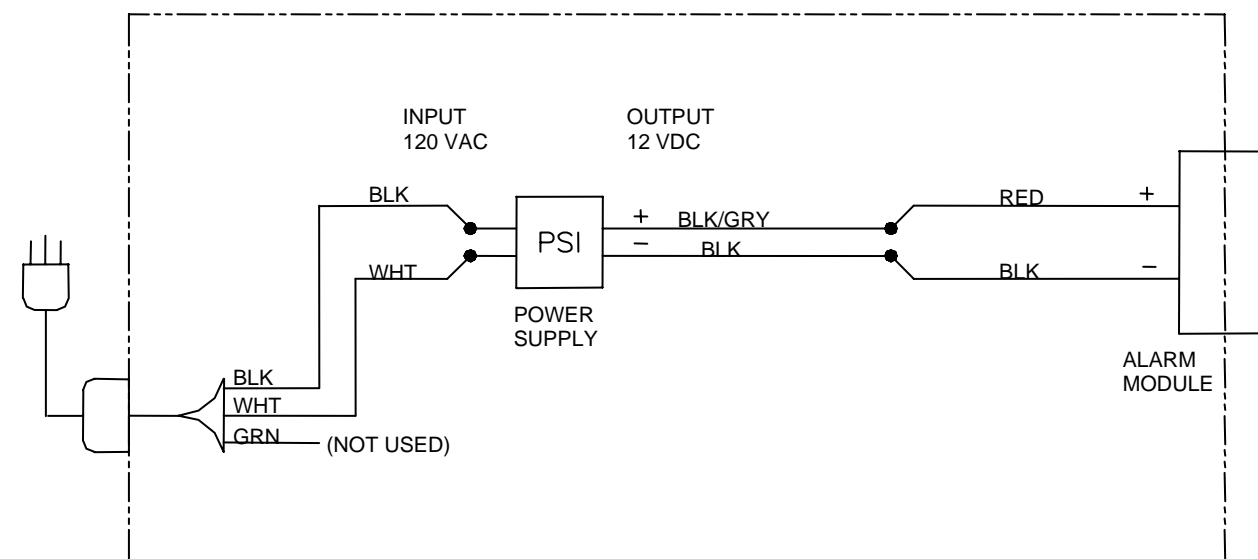 INPUT
120 VAC
OUTPUT
12 VDC
BLK
WHT
PSI
+
−
BLK/GRY
BLK
RED
+
BLK
−
POWER
SUPPLY
ALARM
MODULE
BLK
WHT
GRN
(NOT USED)